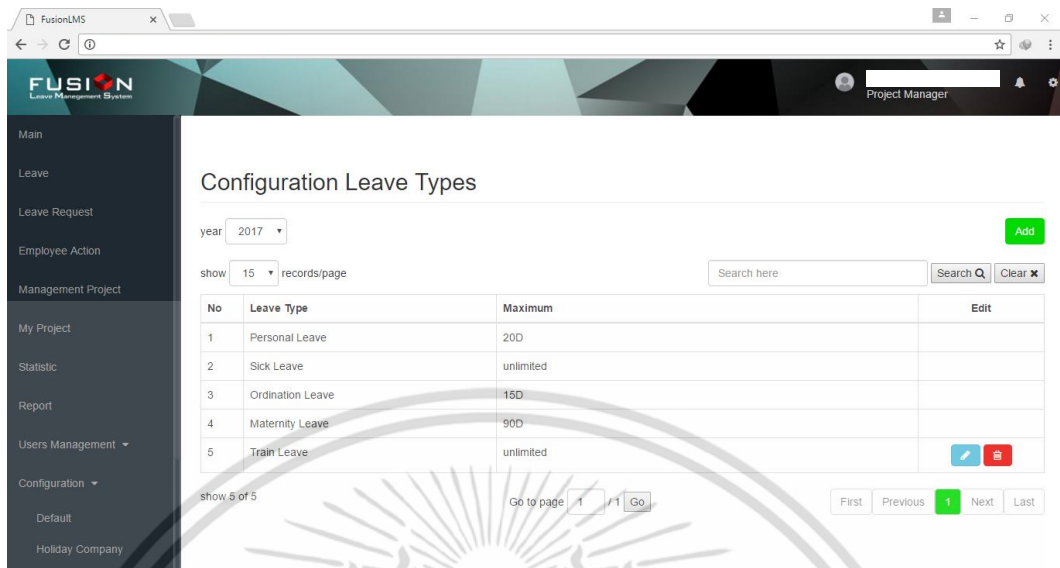 FusionLMS
FUSION
Leave Manegement System
Project Manager
Main
Leave
Leave Request
Employee Action
Management Project
My Project
Statistic
Report
Users Management
Configuration
Default
Holiday Company
Configuration Leave Types
year 2017
Add
show 15 records/page
Search here
Search
Clear
No Leave Type Maximum Edit
1 Personal Leave 20D
2 Sick Leave unlimited
3 Ordination Leave 15D
4 Maternity Leave 90D
5 Train Leave unlimited
show 5 of 5
Go to page 1 / 1 Go
First Previous 1 Next Last